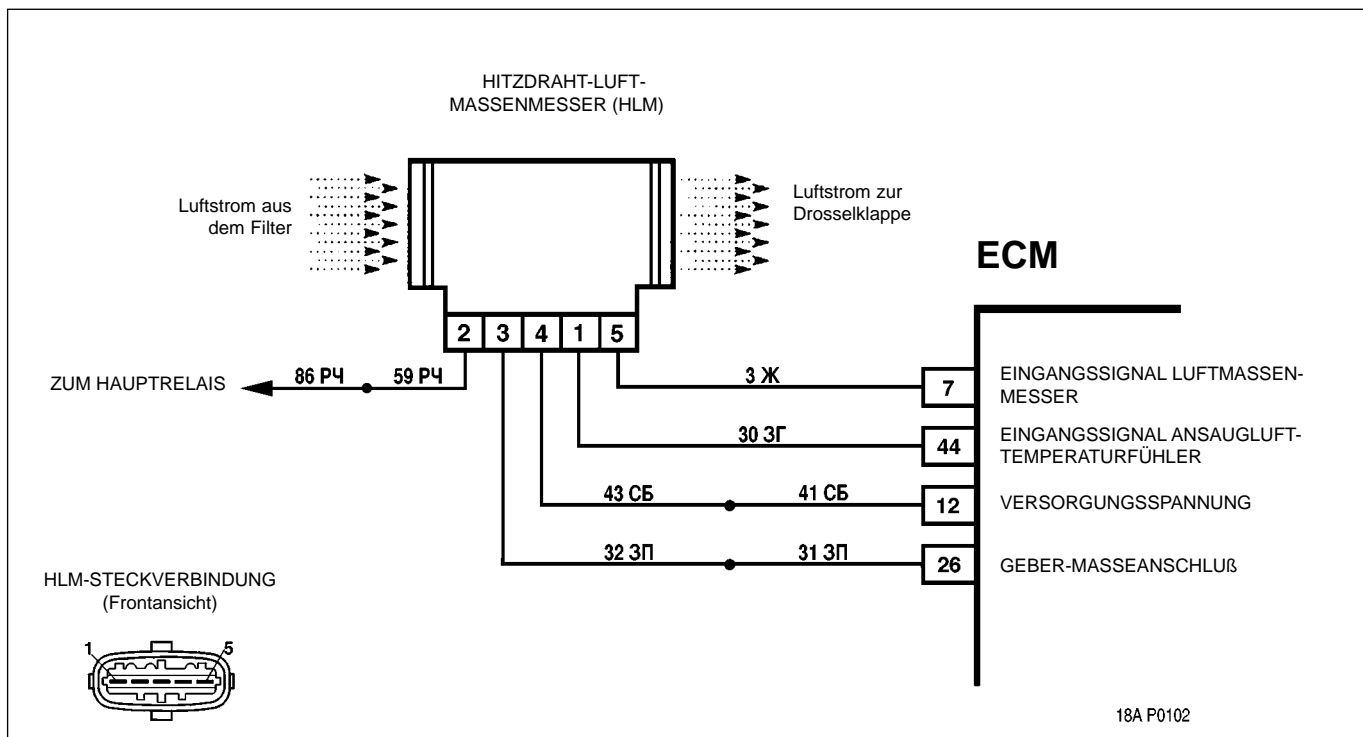 HITZDRAHT-LUFT-
MASSENMESSER (HLM)
Luftstrom aus
dem Filter
Luftstrom zur
Drosselklappe
ECM
2 3 4 1 5
ZUM HAUPTRELAIS
86 РЧ 59 РЧ
3 Ж
7
EINGANGSSIGNAL LUFTMASSEN-
MESSER
30 ЗГ
44
EINGANGSSIGNAL ANSAUGLUFT-
TEMPERATURFÜHLER
43 СБ 41 СБ
12
VERSORGUNGSSPANNUNG
32 ЗП 31 ЗП
26
GEBER-MASSEANSCHLUß
HLM-STECKVERBINDUNG
(Frontansicht)
1 5
18A P0102